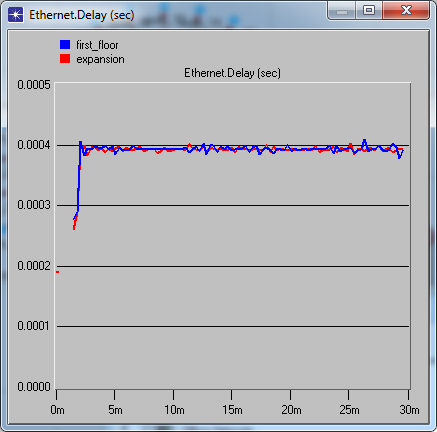 Ethernet.Delay (sec)
first_floor
expansion
Ethernet.Delay (sec)
0.0005
0.0004
0.0003
0.0002
0.0001
0.0000
0m 5m 10m 15m 20m 25m 30m